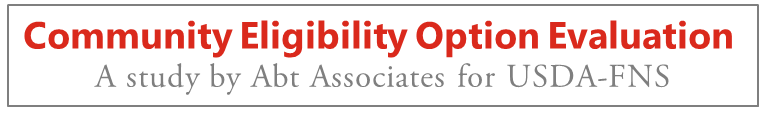 Community Eligibility Option Evaluation
A study by Abt Associates for USDA-FNS